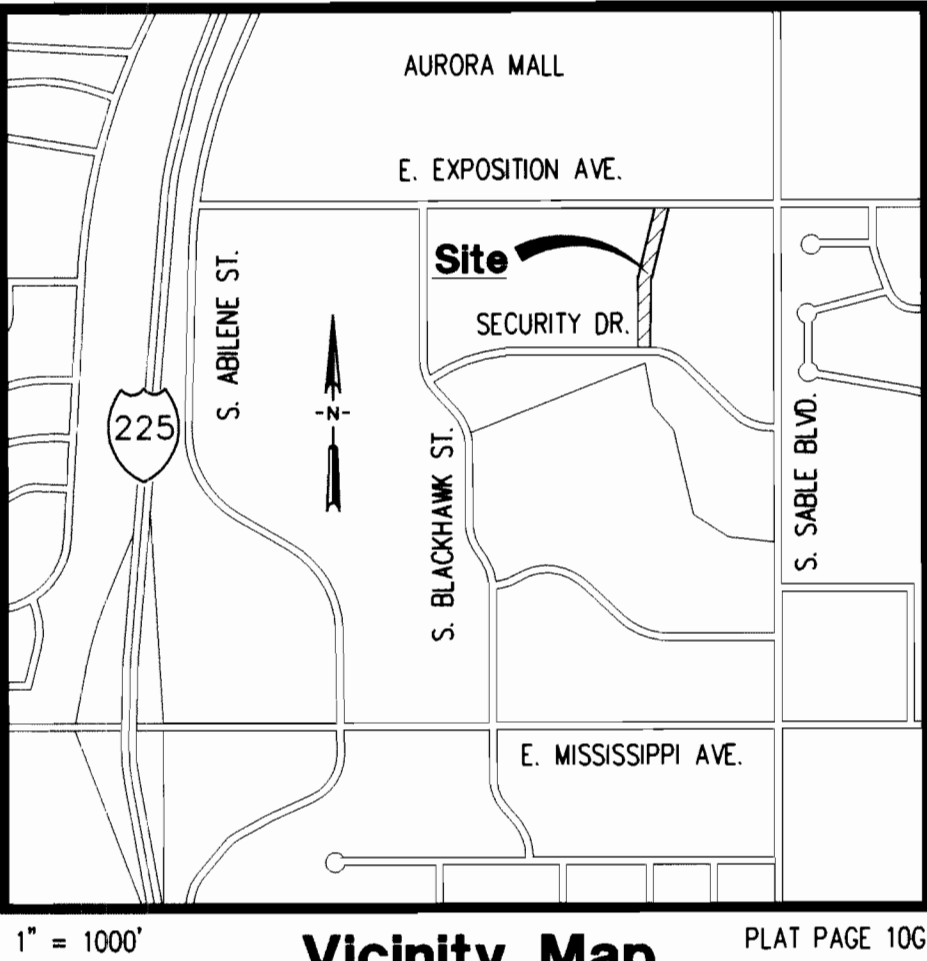 AURORA MALL
E. EXPOSITION AVE.
Site
SECURITY DR.
S. ABILENE ST.
-N-
225
S. BLACKHAWK ST.
S. SABLE BLVD.
E. MISSISSIPPI AVE.
1" = 1000'
Vicinity Map
PLAT PAGE 10G